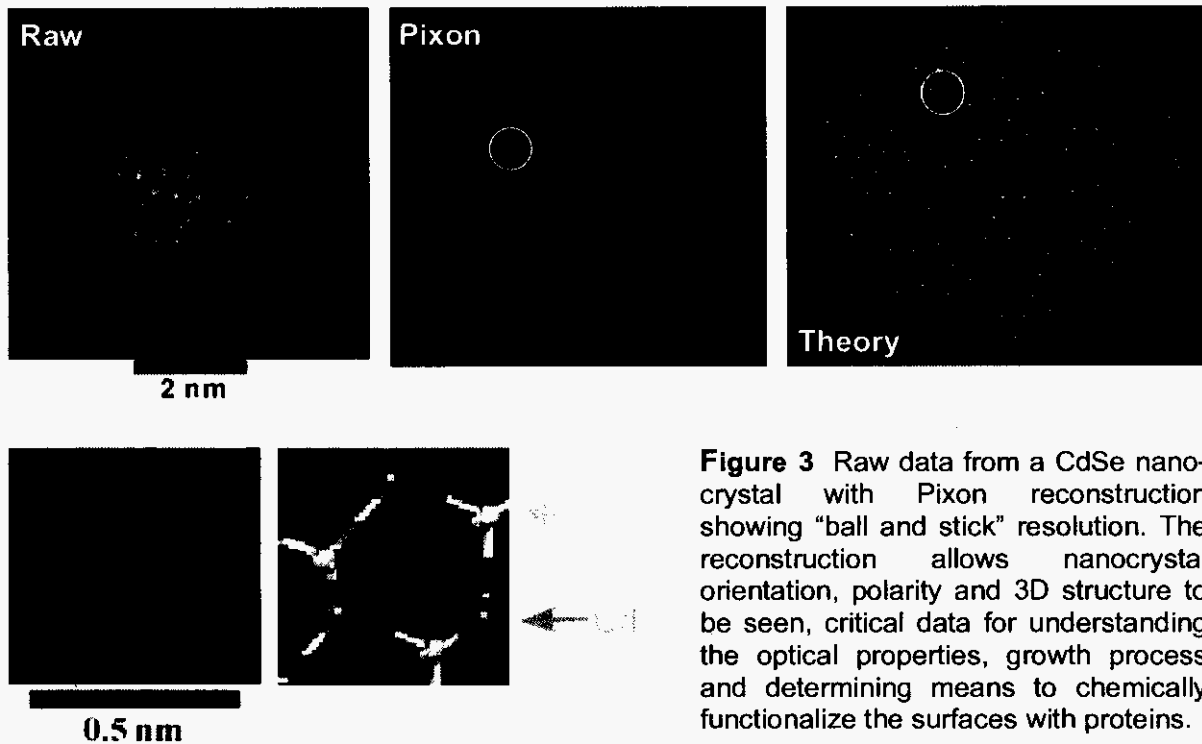 Raw
Pixon
Theory
2 nm
0.5 nm
Figure 3 Raw data from a CdSe nano-
crystal with Pixon reconstruction
showing "ball and stick" resolution. The
reconstruction allows nanocrysta
orientation, polarity and 3D structure to
be seen, critical data for understanding
the optical properties, growth process
and determining means to chemically
functionalize the surfaces with proteins.